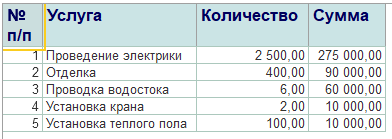 № п/п Услуга Количество Сумма
1 Проведение электрики 2 500,00 275 000,00
2 Отделка 400,00 90 000,00
3 Проводка водостока 6,00 60 000,00
4 Установка крана 2,00 10 000,00
5 Установка теплого пола 100,00 10 000,00